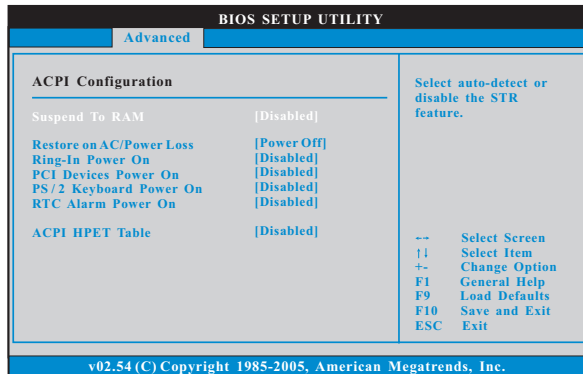 BIOS SETUP UTILITY
Advanced
ACPI Configuration
Suspend To RAM [Disabled]
Restore on AC/Power Loss [Power Off]
Ring-In Power On [Disabled]
PCI Devices Power On [Disabled]
PS/2 Keyboard Power On [Disabled]
RTC Alarm Power On [Disabled]
ACPI HPET Table [Disabled]
Select auto-detect or
disable the STR
feature.
←→ Select Screen
↑↓ Select Item
+- Change Option
F1 General Help
F9 Load Defaults
F10 Save and Exit
ESC Exit
v02.54 (C) Copyright 1985-2005, American Megatrends, Inc.